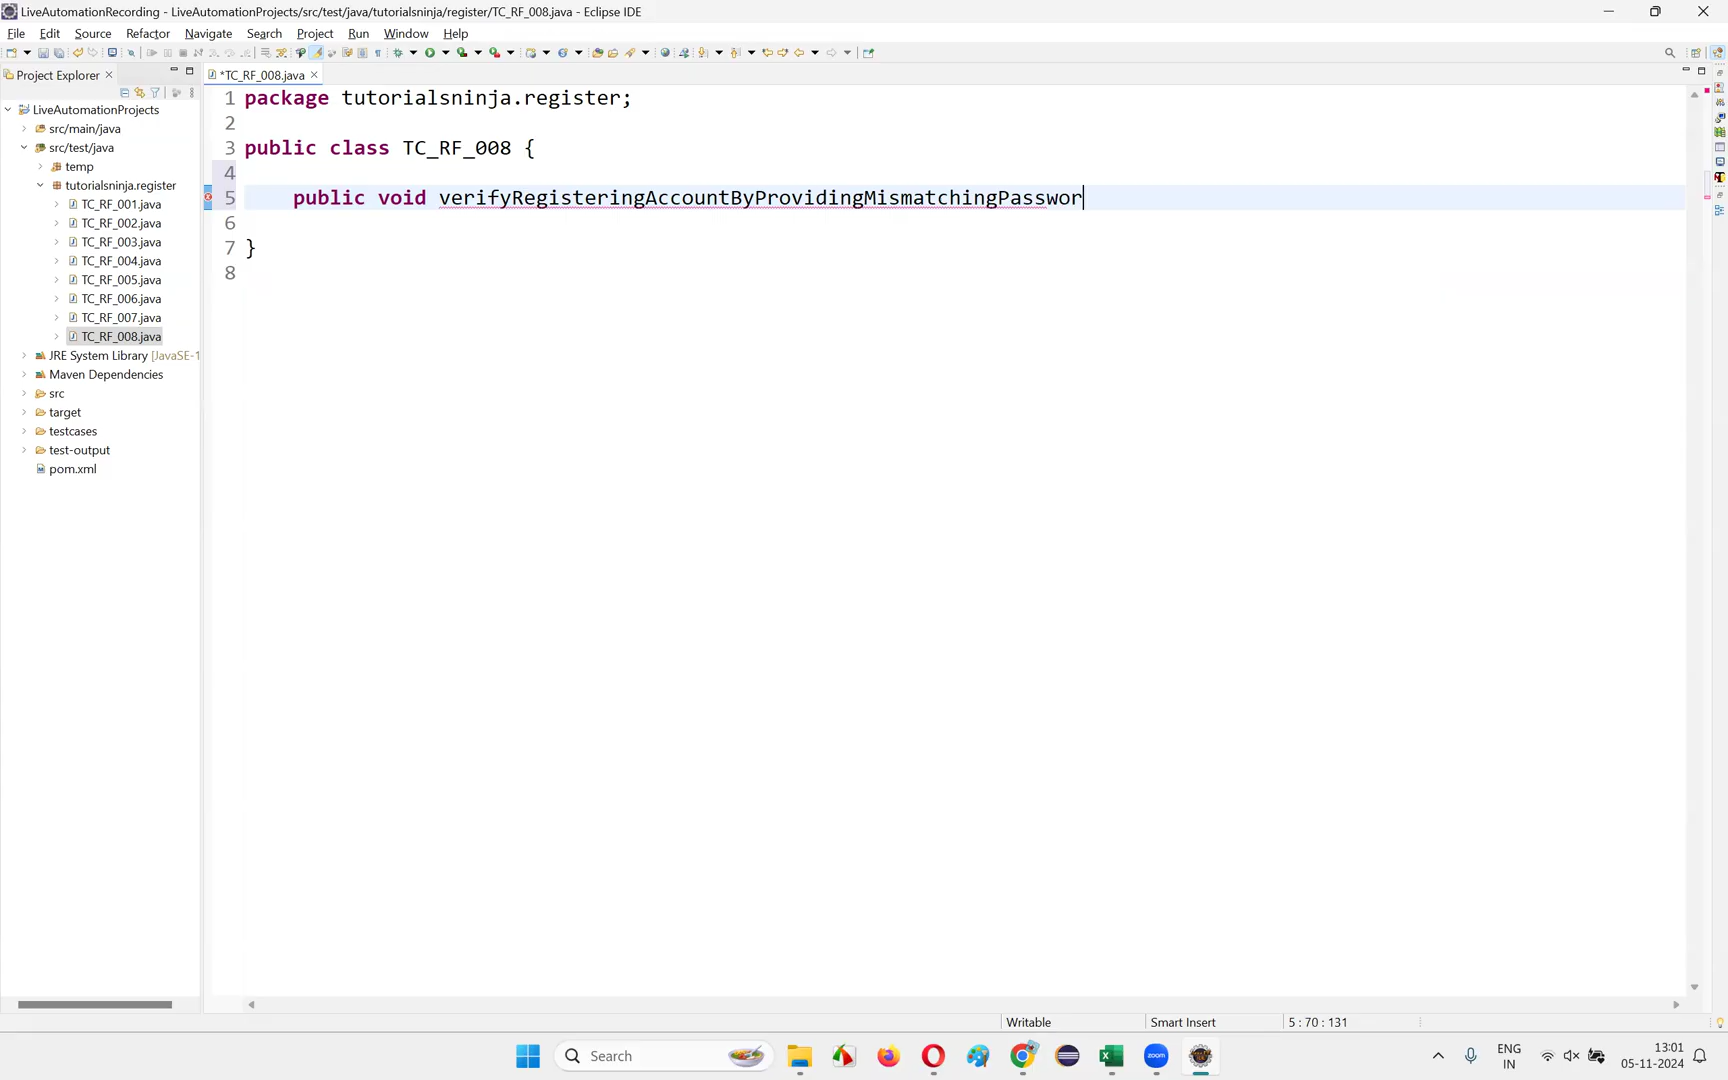 LiveAutomationRecording - LiveAutomationProjects/src/test/java/tutorialsninja/register/TC_RF_008.java - Eclipse IDE
File Edit Source Refactor Navigate Search Project Run Window Help
Project Explorer
*TC_RF_008.java
LiveAutomationProjects
src/main/java
src/test/java
temp
tutorialsninja.register
TC_RF_001.java
TC_RF_002.java
TC_RF_003.java
TC_RF_004.java
TC_RF_005.java
TC_RF_006.java
TC_RF_007.java
TC_RF_008.java
JRE System Library [JavaSE-1
Maven Dependencies
src
target
testcases
test-output
pom.xml
1 package tutorialsninja.register;
2
3 public class TC_RF_008 {
4
5 public void verifyRegisteringAccountByProvidingMismatchingPasswor
6
7 }
8
Writable Smart Insert 5 : 70 : 131
Search
zoom
ENG
IN
13:01
05-11-2024